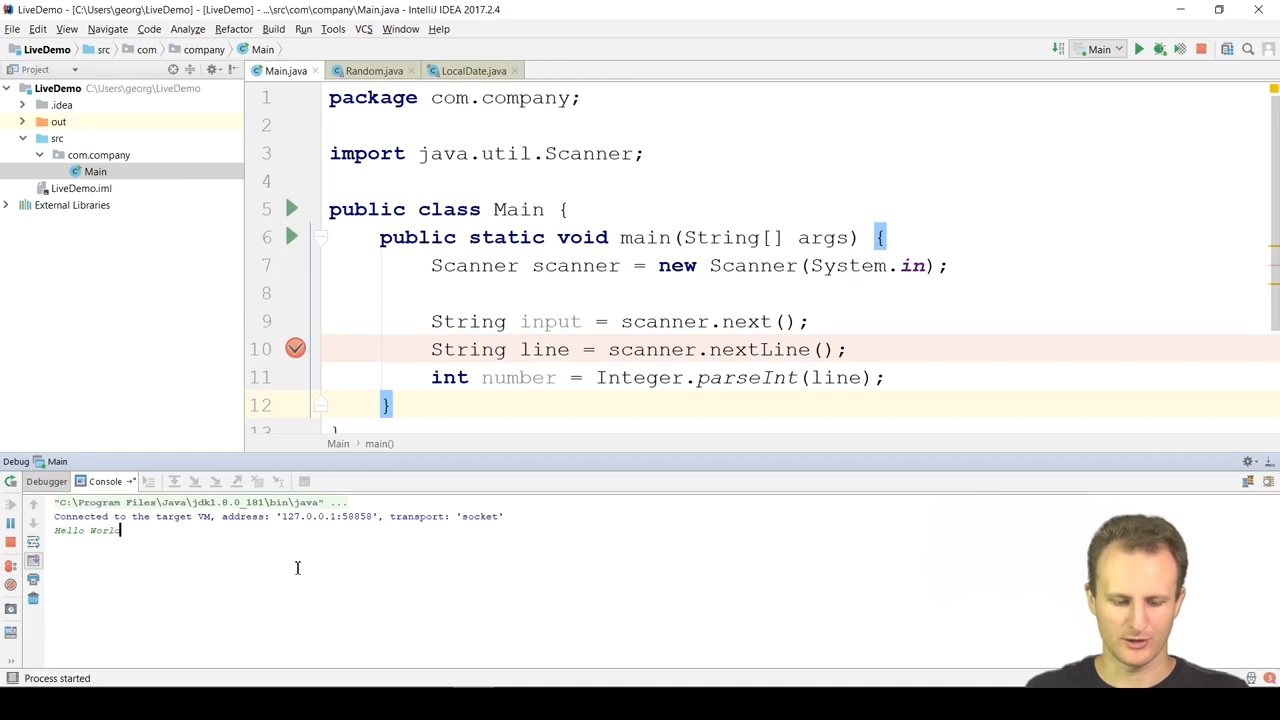 LiveDemo - [C:\Users\georg\LiveDemo] - [LiveDemo] - ...\src\com\company\Main.java - IntelliJ IDEA 2017.2.4
File Edit View Navigate Code Analyze Refactor Build Run Tools VCS Window Help
LiveDemo src com company Main
Main
Project
Main.java Random.java LocalDate.java
LiveDemo C:\Users\georg\LiveDemo
.idea
out
src
com.company
Main
LiveDemo.iml
External Libraries
1 package com.company;
2
3 import java.util.Scanner;
4
5 public class Main {
6 public static void main(String[] args) {
7 Scanner scanner = new Scanner(System.in);
8
9 String input = scanner.next();
10 String line = scanner.nextLine();
11 int number = Integer.parseInt(line);
12 }
13 }
Main main()
Debug Main
Debugger Console
"C:\Program Files\Java\jdk1.8.0_181\bin\java" ...
Connected to the target VM, address: '127.0.0.1:58858', transport: 'socket'
Hello World
Process started